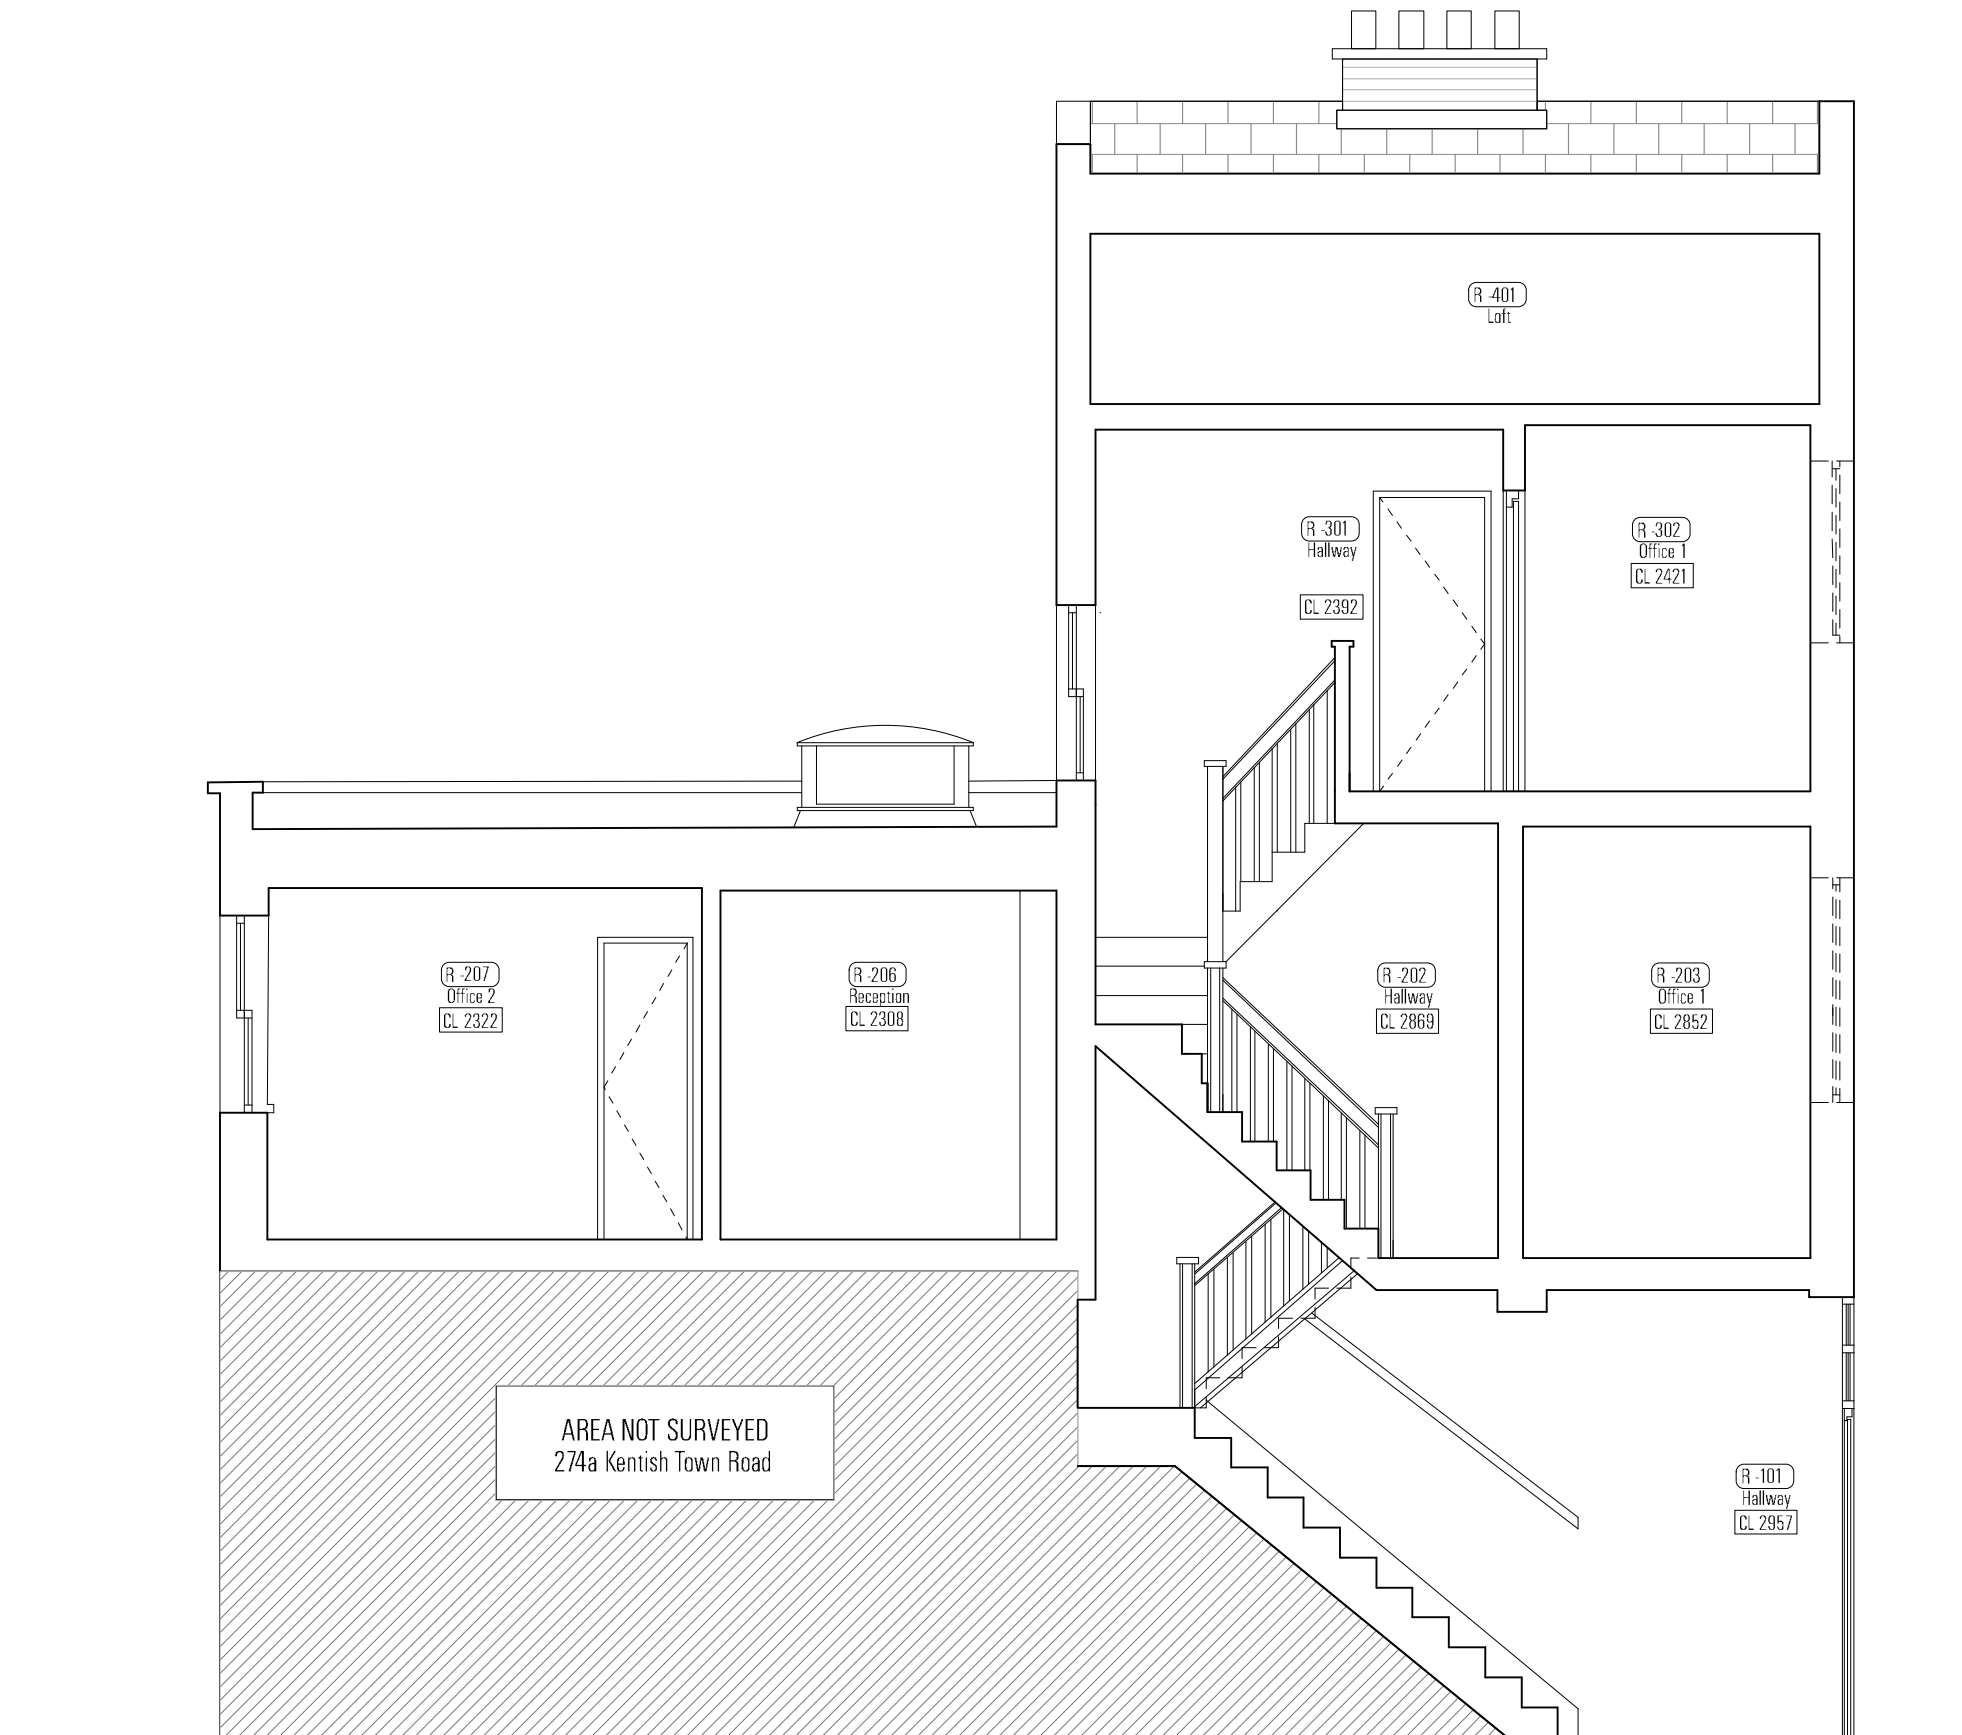 R -401
Loft
R -301
Hallway
CL 2392
R -302
Office 1
CL 2421
R -207
Office 2
CL 2322
R -206
Reception
CL 2308
R -202
Hallway
CL 2869
R -203
Office 1
CL 2852
AREA NOT SURVEYED
274a Kentish Town Road
R -101
Hallway
CL 2957